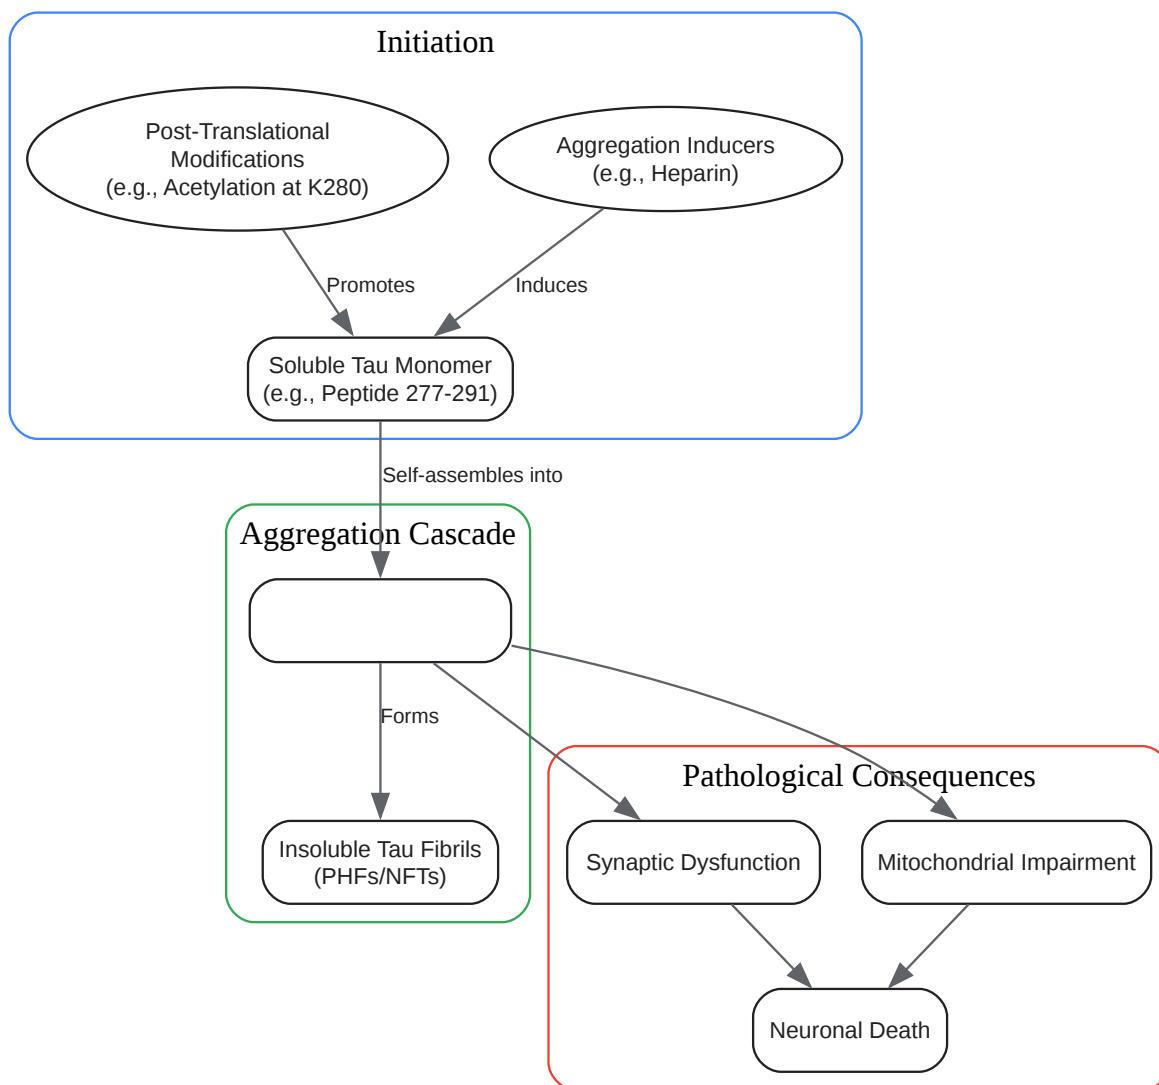 Initiation
Post-Translational
Modifications
(e.g., Acetylation at K280)
Aggregation Inducers
(e.g., Heparin)
Promotes
Induces
Soluble Tau Monomer
(e.g., Peptide 277-291)
Self-assembles into
Aggregation Cascade
Forms
Insoluble Tau Fibrils
(PHFs/NFTs)
Pathological Consequences
Synaptic Dysfunction
Mitochondrial Impairment
Neuronal Death